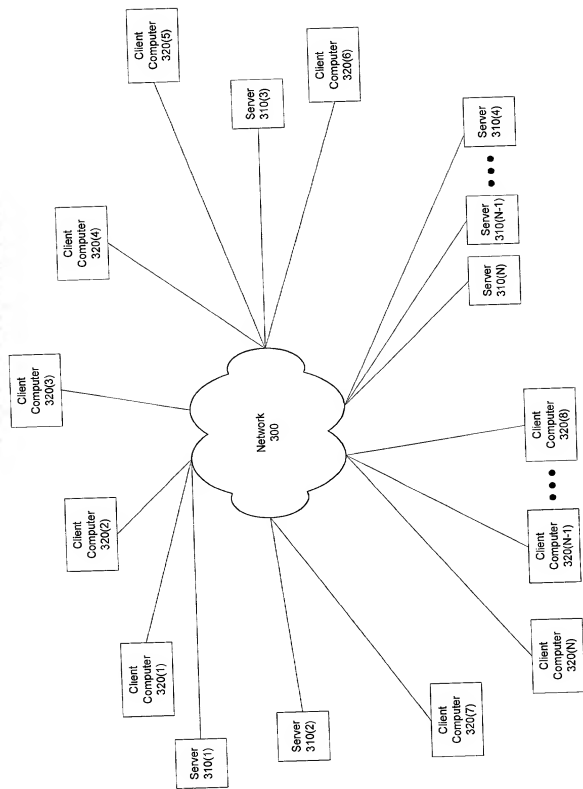 Client
Computer
320(3)
Client
Computer
320(4)
Client
Computer
320(2)
Client
Computer
320(1)
Client
Computer
320(5)
Server
310(1)
Server
310(3)
Network
300
Server
310(2)
Client
Computer
320(6)
Client
Computer
320(7)
Server
310(N)
Server
310(N-1)
Server
310(4)
Client
Computer
320(N)
Client
Computer
320(N-1)
Client
Computer
320(8)